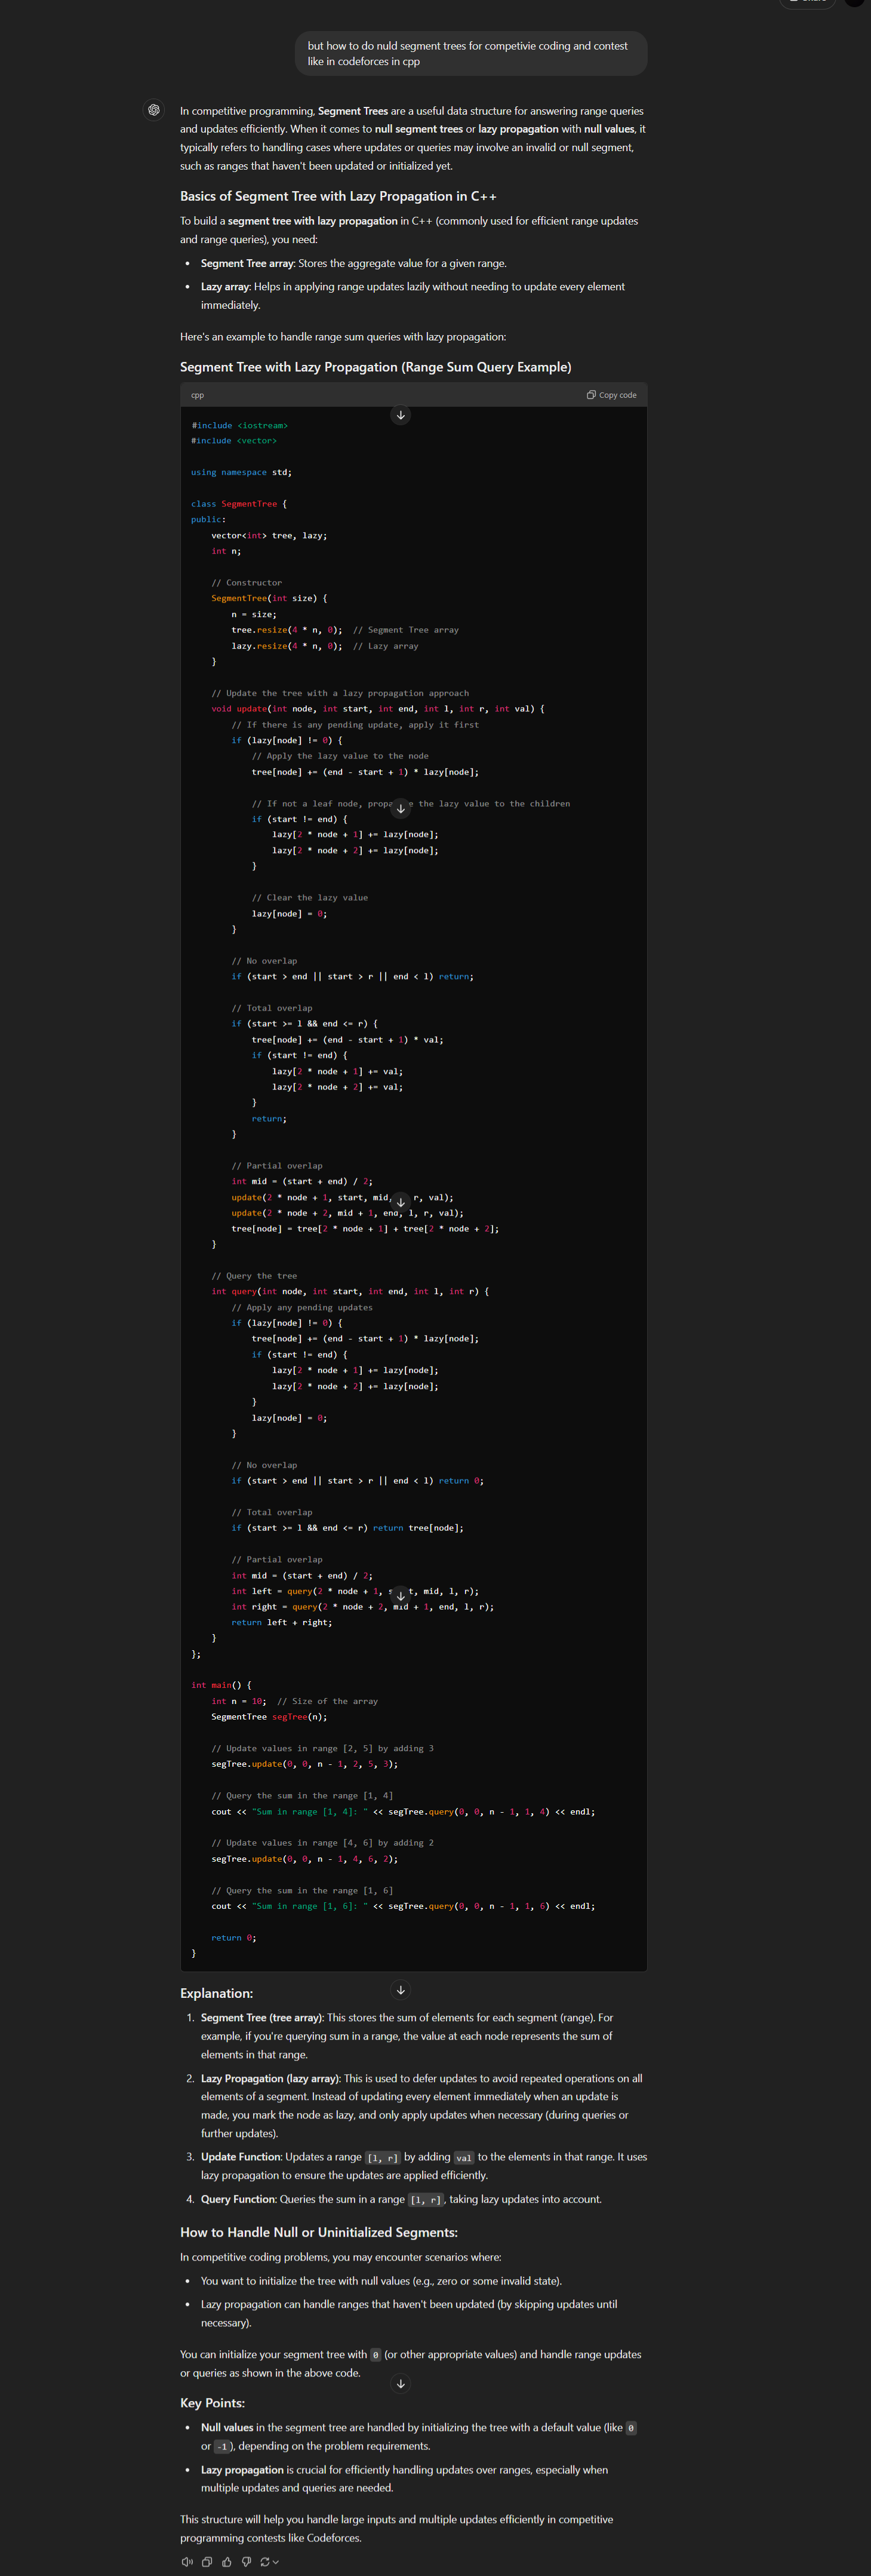 but how to do nuld segment trees for competivie coding and contest
like in codeforces in cpp
In competitive programming, Segment Trees are a useful data structure for answering range queries
and updates efficiently. When it comes to null segment trees or lazy propagation with null values, it
typically refers to handling cases where updates or queries may involve an invalid or null segment,
such as ranges that haven't been updated or initialized yet.
Basics of Segment Tree with Lazy Propagation in C++
To build a segment tree with lazy propagation in C++ (commonly used for efficient range updates
and range queries), you need:
• Segment Tree array: Stores the aggregate value for a given range.
• Lazy array: Helps in applying range updates lazily without needing to update every element
immediately.
Here's an example to handle range sum queries with lazy propagation:
Segment Tree with Lazy Propagation (Range Sum Query Example)
cpp Copy code
#include <iostream>
#include <vector>
using namespace std;
class SegmentTree {
public:
    vector<int> tree, lazy;
    int n;
    // Constructor
    SegmentTree(int size) {
        n = size;
        tree.resize(4 * n, 0);  // Segment Tree array
        lazy.resize(4 * n, 0);  // Lazy array
    }
    // Update the tree with a lazy propagation approach
    void update(int node, int start, int end, int l, int r, int val) {
        // If there is any pending update, apply it first
        if (lazy[node] != 0) {
            // Apply the lazy value to the node
            tree[node] += (end - start + 1) * lazy[node];
            // If not a leaf node, the lazy value to the children
            if (start != end) {
                lazy[2 * node + 1] += lazy[node];
                lazy[2 * node + 2] += lazy[node];
            }
            // Clear the lazy value
            lazy[node] = 0;
        }
        // No overlap
        if (start > end || start > r || end < l) return;
        // Total overlap
        if (start >= l && end <= r) {
            tree[node] += (end - start + 1) * val;
            if (start != end) {
                lazy[2 * node + 1] += val;
                lazy[2 * node + 2] += val;
            }
            return;
        }
        // Partial overlap
        int mid = (start + end) / 2;
        update(2 * node + 1, start, mid, r, val);
        update(2 * node + 2, mid + 1, end, l, r, val);
        tree[node] = tree[2 * node + 1] + tree[2 * node + 2];
    }
    // Query the tree
    int query(int node, int start, int end, int l, int r) {
        // Apply any pending updates
        if (lazy[node] != 0) {
            tree[node] += (end - start + 1) * lazy[node];
            if (start != end) {
                lazy[2 * node + 1] += lazy[node];
                lazy[2 * node + 2] += lazy[node];
            }
            lazy[node] = 0;
        }
        // No overlap
        if (start > end || start > r || end < l) return 0;
        // Total overlap
        if (start >= l && end <= r) return tree[node];
        // Partial overlap
        int mid = (start + end) / 2;
        int left = query(2 * node + 1, mid, l, r);
        int right = query(2 * node + 2, mid + 1, end, l, r);
        return left + right;
    }
};
int main() {
    int n = 10;  // Size of the array
    SegmentTree segTree(n);
    // Update values in range [2, 5] by adding 3
    segTree.update(0, 0, n - 1, 2, 5, 3);
    // Query the sum in the range [1, 4]
    cout << "Sum in range [1, 4]: " << segTree.query(0, 0, n - 1, 1, 4) << endl;
    // Update values in range [4, 6] by adding 2
    segTree.update(0, 0, n - 1, 4, 6, 2);
    // Query the sum in the range [1, 6]
    cout << "Sum in range [1, 6]: " << segTree.query(0, 0, n - 1, 1, 6) << endl;
    return 0;
}
Explanation:
1. Segment Tree (tree array): This stores the sum of elements for each segment (range). For
example, if you're querying sum in a range, the value at each node represents the sum of
elements in that range.
2. Lazy Propagation (lazy array): This is used to defer updates to avoid repeated operations on all
elements of a segment. Instead of updating every element immediately when an update is
made, you mark the node as lazy, and only apply updates when necessary (during queries or
further updates).
3. Update Function: Updates a range [l, r] by adding val to the elements in that range. It uses
lazy propagation to ensure the updates are applied efficiently.
4. Query Function: Queries the sum in a range [l, r], taking lazy updates into account.
How to Handle Null or Uninitialized Segments:
In competitive coding problems, you may encounter scenarios where:
• You want to initialize the tree with null values (e.g., zero or some invalid state).
• Lazy propagation can handle ranges that haven't been updated (by skipping updates until
necessary).
You can initialize your segment tree with 0 (or other appropriate values) and handle range updates
or queries as shown in the above code.
Key Points:
• Null values in the segment tree are handled by initializing the tree with a default value (like 0
or -1), depending on the problem requirements.
• Lazy propagation is crucial for efficiently handling updates over ranges, especially when
multiple updates and queries are needed.
This structure will help you handle large inputs and multiple updates efficiently in competitive
programming contests like Codeforces.